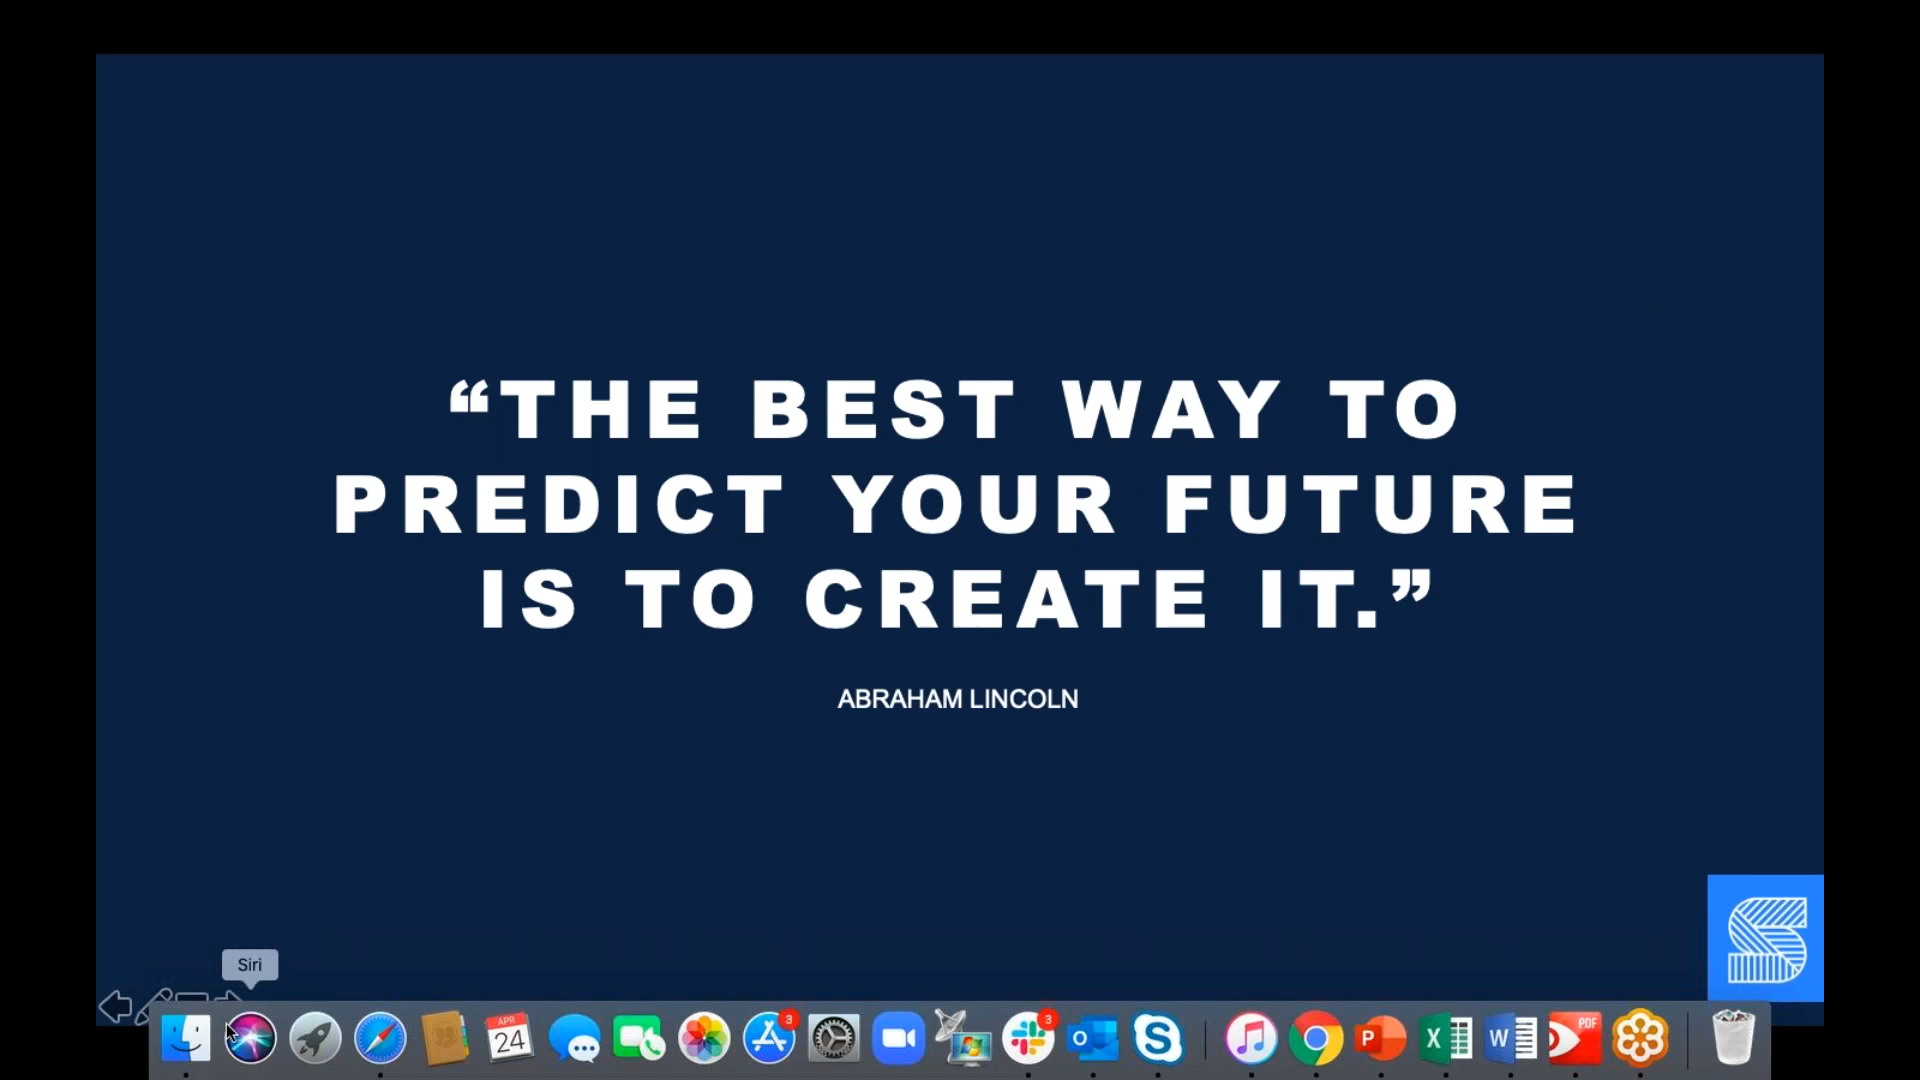 “THE BEST WAY TO
PREDICT YOUR FUTURE
IS TO CREATE IT.”
ABRAHAM LINCOLN
S
Siri
APR
24
3
3
O
S
P
X
W
PDF